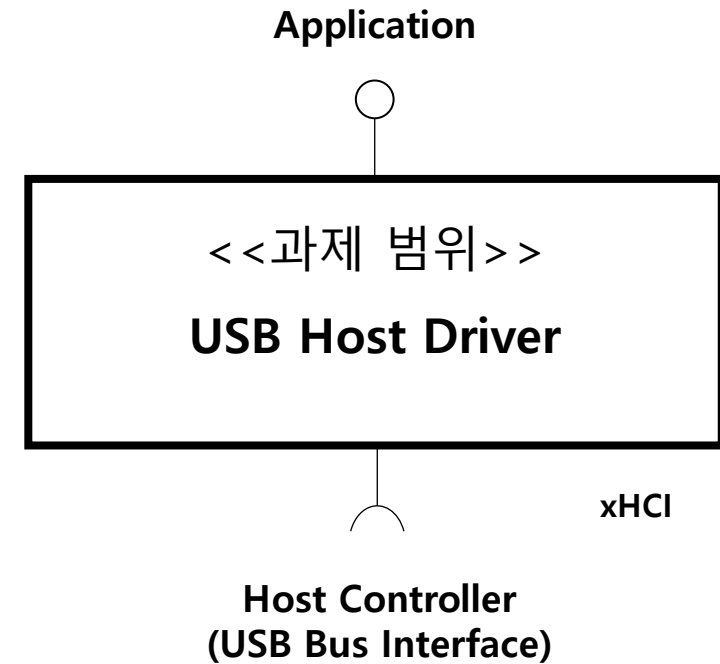 Application
<<과제 범위>>
USB Host Driver
xHCI
Host Controller
(USB Bus Interface)